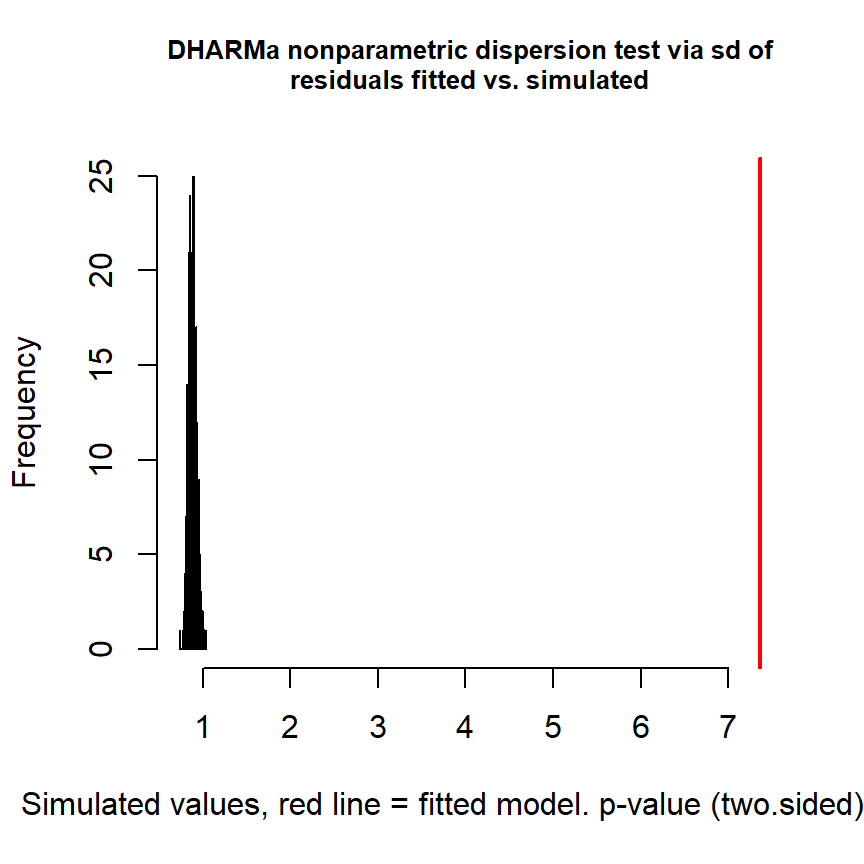 DHARMa nonparametric dispersion test via sd of
residuals fitted vs. simulated
Frequency
25
20
15
10
5
0
1 2 3 4 5 6 7
Simulated values, red line = fitted model. p-value (two.sided)